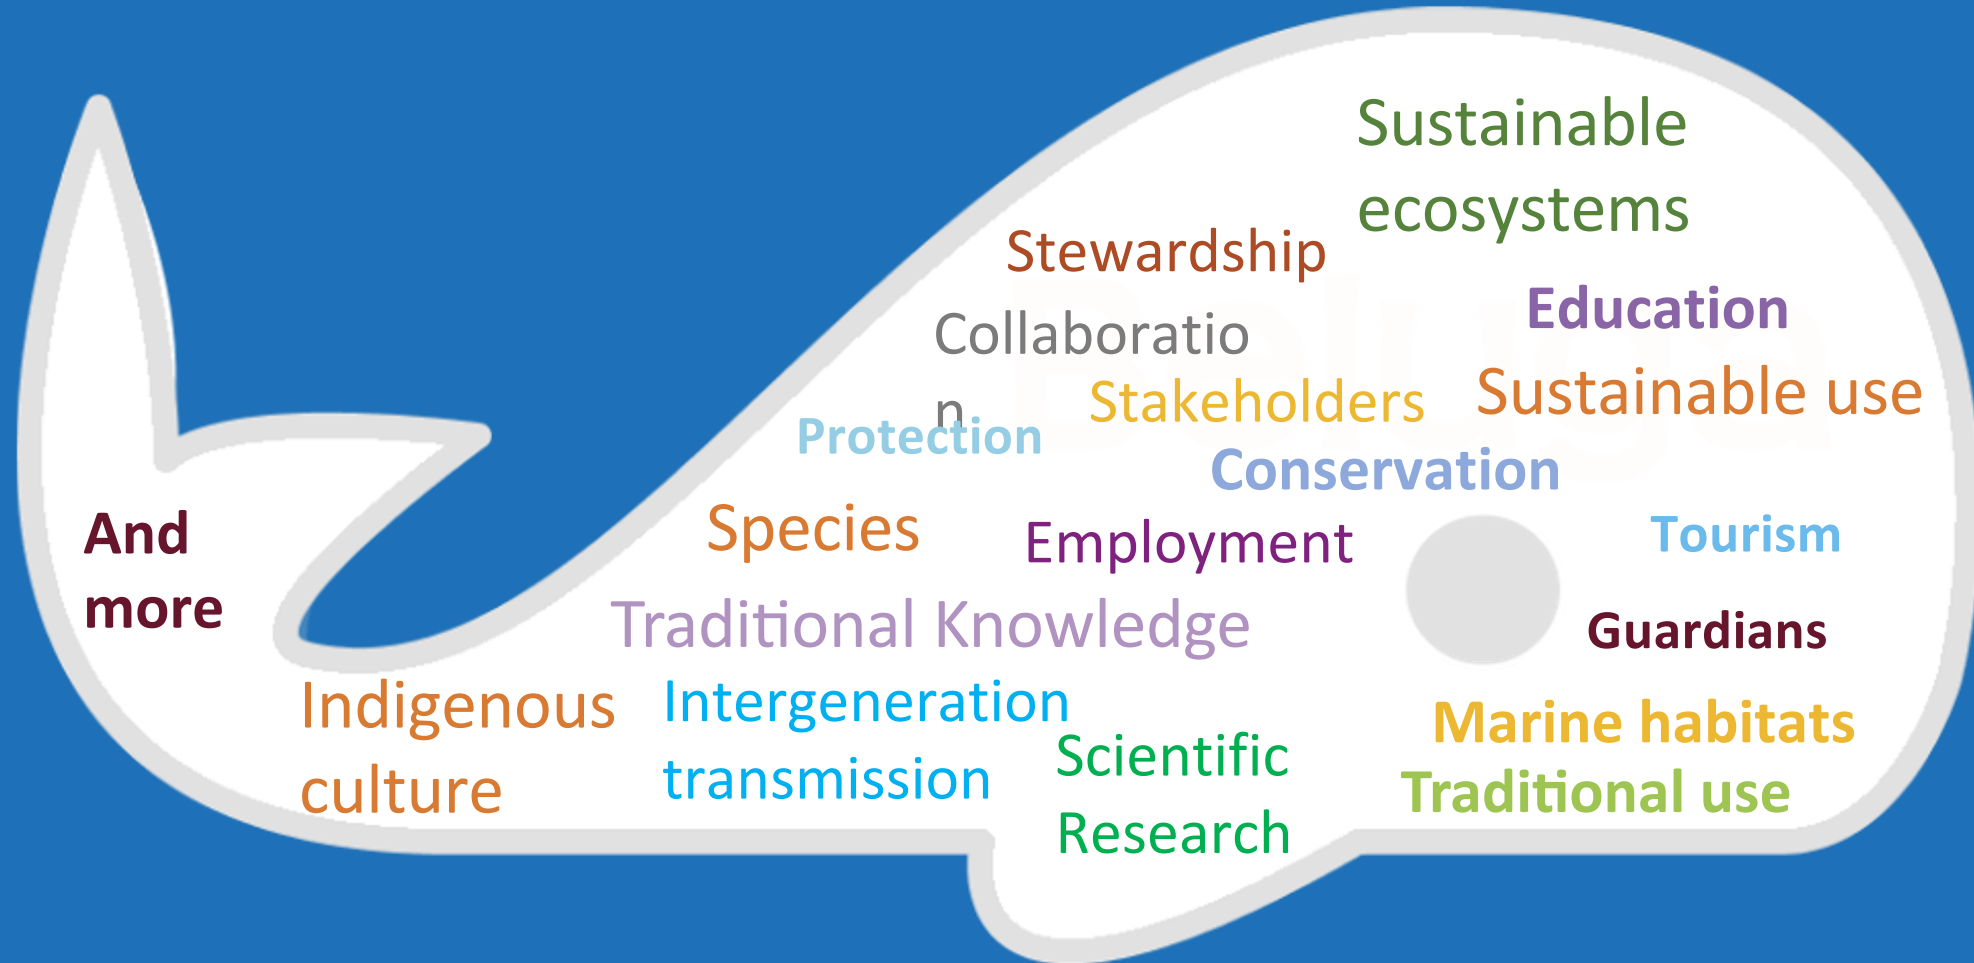 Sustainable
ecosystems
Stewardship
Education
Collaboratio
n
Stakeholders
Sustainable use
Protection
Conservation
Species
Employment
Tourism
And
more
Traditional Knowledge
Guardians
Indigenous
culture
Intergeneration
transmission
Scientific
Research
Marine habitats
Traditional use